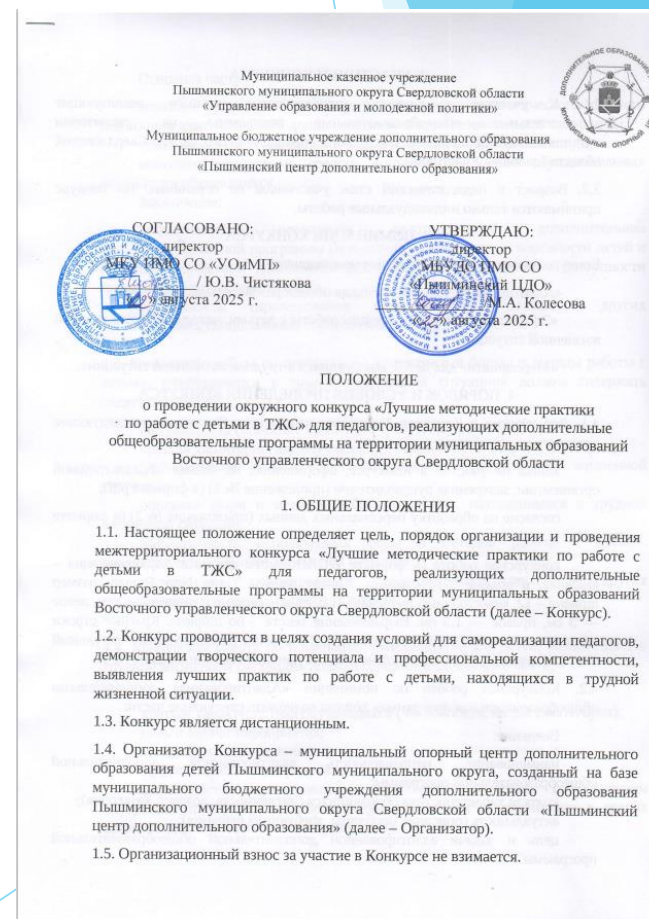 Муниципальное казенное учреждение
Пышминского муниципального округа Свердловской области
«Управление образования и молодежной политики»
Муниципальное бюджетное учреждение дополнительного образования
Пышминского муниципального округа Свердловской области
«Пышминский центр дополнительного образования»
СОГЛАСОВАНО:
директор
МКУ ПМО СО «УОиМП»
/ Ю.В. Чистякова
августа 2025 г.
УТВЕРЖДАЮ:
директор
МБУ ДО ПМО СО
«Пышминский ЦДО»
М.А. Колесова
августа 2025 г.
ПОЛОЖЕНИЕ
о проведении окружного конкурса «Лучшие методические практики
по работе с детьми в ТЖС» для педагогов, реализующих дополнительные
общеобразовательные программы на территории муниципальных образований
Восточного управленческого округа Свердловской области
1. ОБЩИЕ ПОЛОЖЕНИЯ
1.1. Настоящее положение определяет цель, порядок организации и проведения
межтерриториального конкурса «Лучшие методические практики по работе с
детьми в ТЖС» для педагогов, реализующих дополнительные
общеобразовательные программы на территории муниципальных образований
Восточного управленческого округа Свердловской области (далее – Конкурс).
1.2. Конкурс проводится в целях создания условий для самореализации педагогов,
демонстрации творческого потенциала и профессиональной компетентности,
выявления лучших практик по работе с детьми, находящихся в трудной
жизненной ситуации.
1.3. Конкурс является дистанционным.
1.4. Организатор Конкурса – муниципальный опорный центр дополнительного
образования детей Пышминского муниципального округа, созданный на базе
муниципального бюджетного учреждения дополнительного образования
Пышминского муниципального округа Свердловской области «Пышминский
центр дополнительного образования» (далее – Организатор).
1.5. Организационный взнос за участие в Конкурсе не взимается.